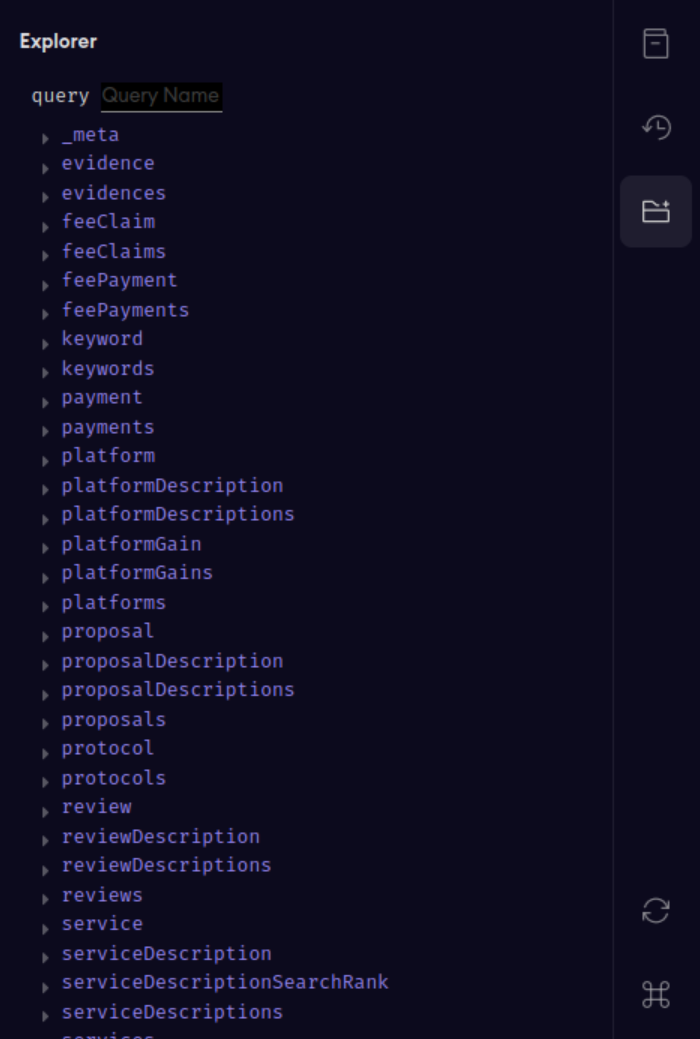 Explorer
query Query Name
_meta
evidence
evidences
feeClaim
feeClaims
feePayment
feePayments
keyword
keywords
payment
payments
platform
platformDescription
platformDescriptions
platformGain
platformGains
platforms
proposal
proposalDescription
proposalDescriptions
proposals
protocol
protocols
review
reviewDescription
reviewDescriptions
reviews
service
serviceDescription
serviceDescriptionSearchRank
serviceDescriptions
services